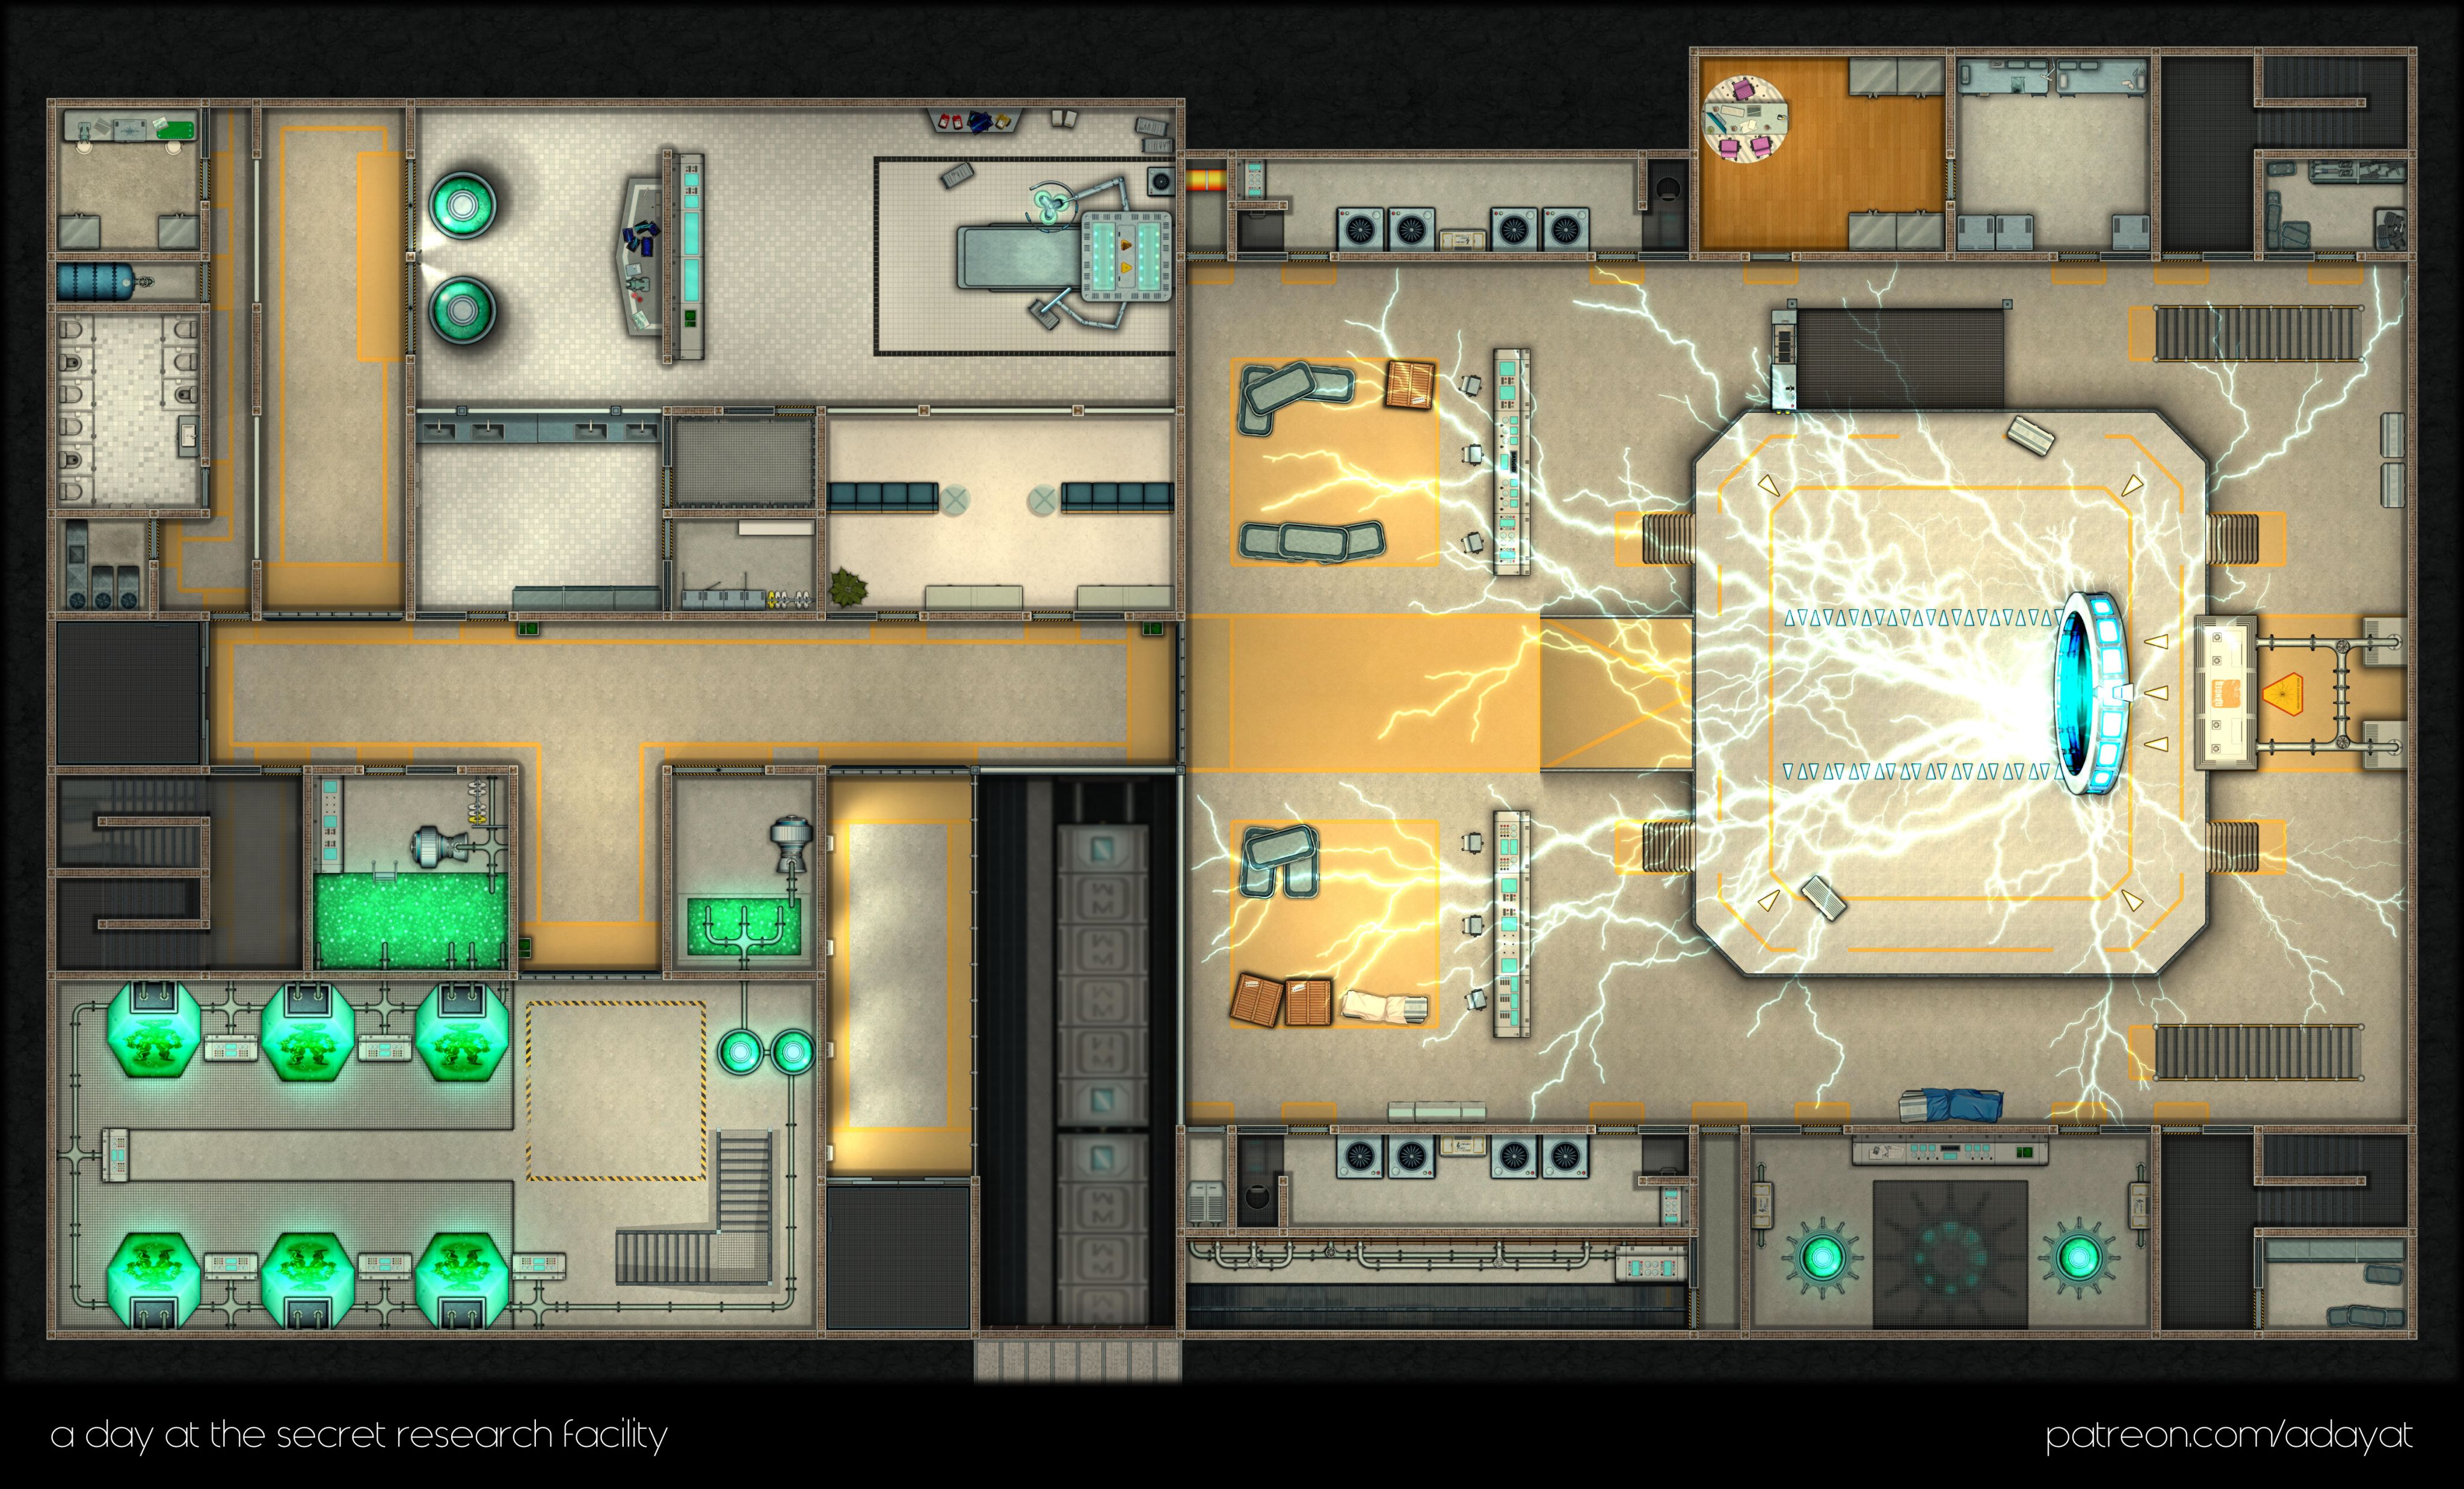 a day at the secret research facility
patreon.com/adayat